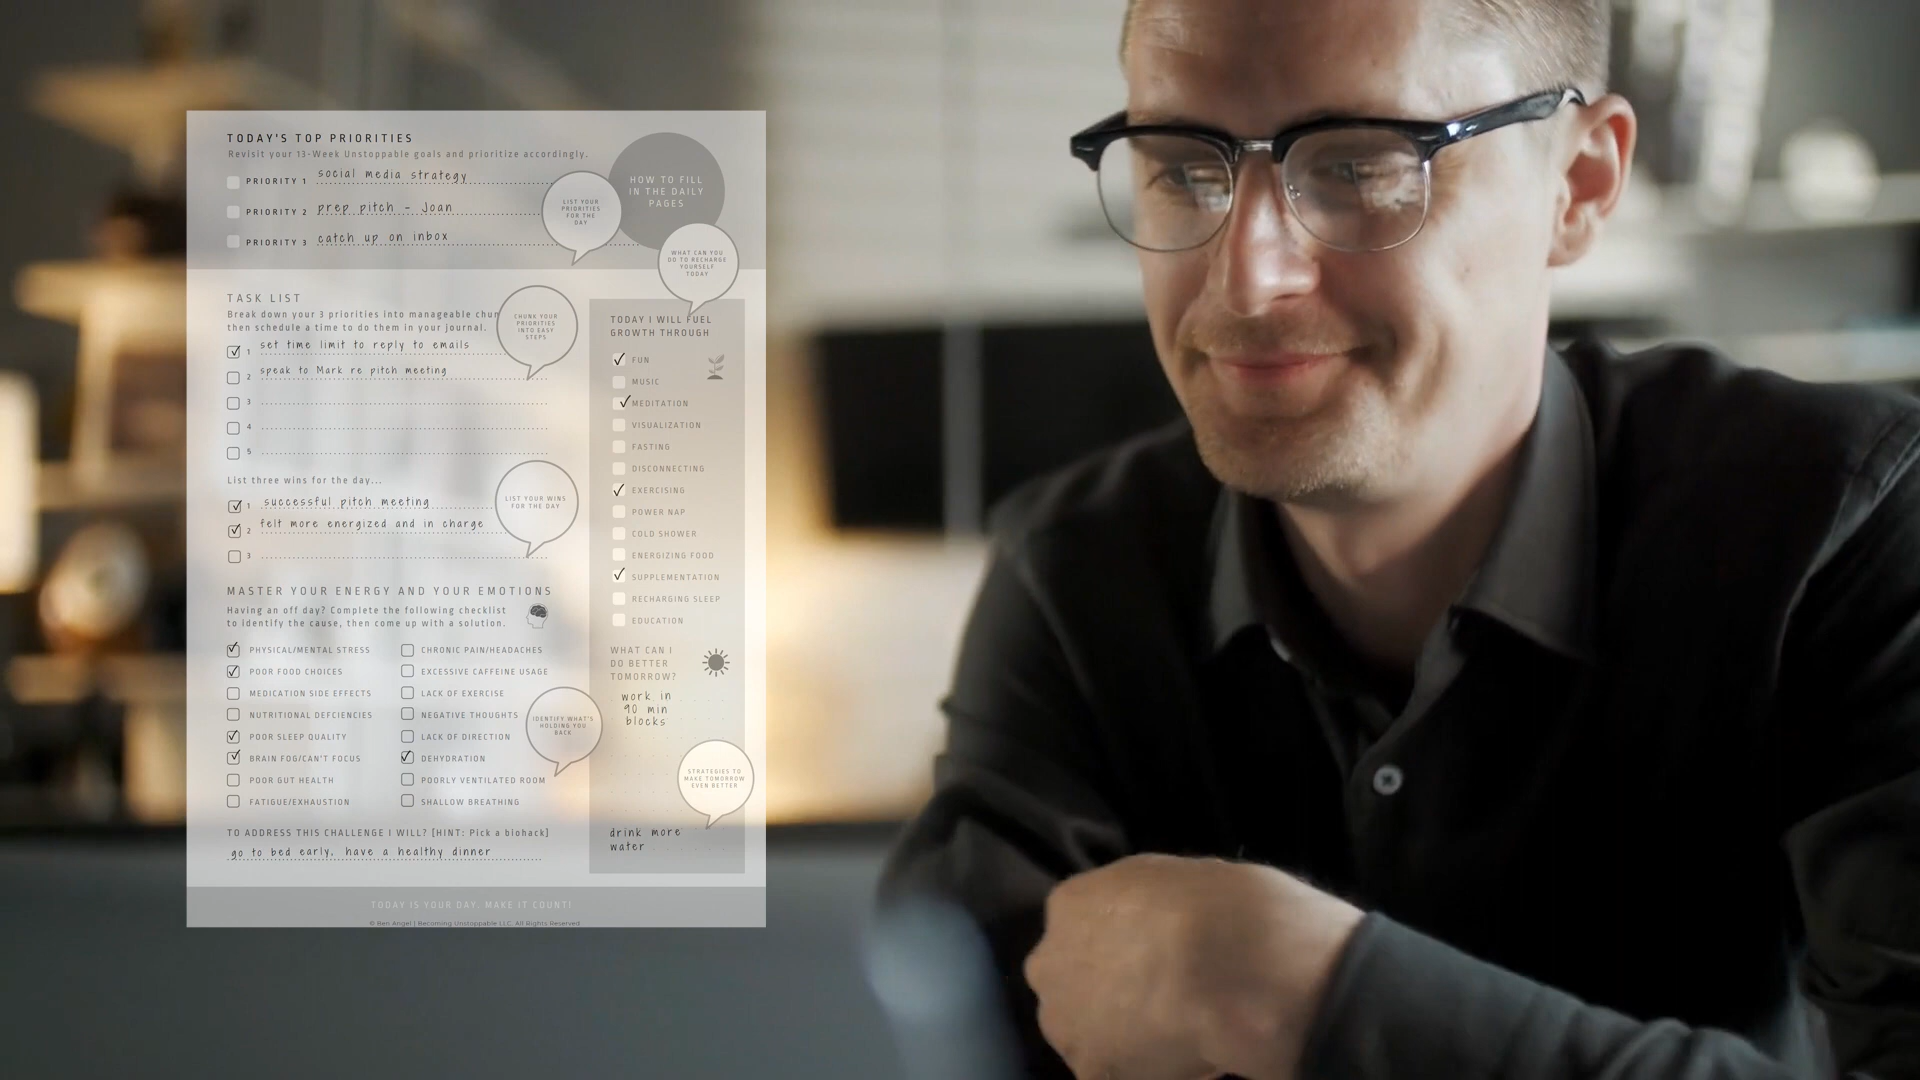 TODAY'S TOP PRIORITIES
Revisit your 13-Week Unstoppable goals and prioritize accordingly.
PRIORITY 1 social media strategy
PRIORITY 2 prep pitch - Joan
PRIORITY 3 catch up on inbox
HOW TO FILL
IN THE DAILY
PAGES
LIST YOUR
PRIORITIES
FOR THE
DAY
WHAT CAN YOU
DO TO RECHARGE
YOURSELF
TODAY
TASK LIST
Break down your 3 priorities into manageable chun
then schedule a time to do them in your journal.
1 set time limit to reply to emails
2 speak to Mark re pitch meeting
3
4
5
CHUNK YOUR
PRIORITIES
INTO EASY
STEPS
List three wins for the day...
1 successful pitch meeting
2 felt more energized and in charge
3
LIST YOUR WINS
FOR THE DAY
MASTER YOUR ENERGY AND YOUR EMOTIONS
Having an off day? Complete the following checklist
to identify the cause, then come up with a solution.
PHYSICAL/MENTAL STRESS
POOR FOOD CHOICES
MEDICATION SIDE EFFECTS
NUTRITIONAL DEFCIENCIES
POOR SLEEP QUALITY
BRAIN FOG/CAN'T FOCUS
POOR GUT HEALTH
FATIGUE/EXHAUSTION
CHRONIC PAIN/HEADACHES
EXCESSIVE CAFFEINE USAGE
LACK OF EXERCISE
NEGATIVE THOUGHTS
LACK OF DIRECTION
DEHYDRATION
POORLY VENTILATED ROOM
SHALLOW BREATHING
IDENTIFY WHAT'S
HOLDING YOU
BACK
TO ADDRESS THIS CHALLENGE I WILL? [HINT: Pick a biohack]
go to bed early, have a healthy dinner
TODAY I WILL FUEL
GROWTH THROUGH
FUN
MUSIC
MEDITATION
VISUALIZATION
FASTING
DISCONNECTING
EXERCISING
POWER NAP
COLD SHOWER
ENERGIZING FOOD
SUPPLEMENTATION
RECHARGING SLEEP
EDUCATION
WHAT CAN I
DO BETTER
TOMORROW?
work in
90 min
blocks
STRATEGIES TO
MAKE TOMORROW
EVEN BETTER
drink more
water
TODAY IS YOUR DAY. MAKE IT COUNT!
© Ben Angel | Becoming Unstoppable LLC. All Rights Reserved